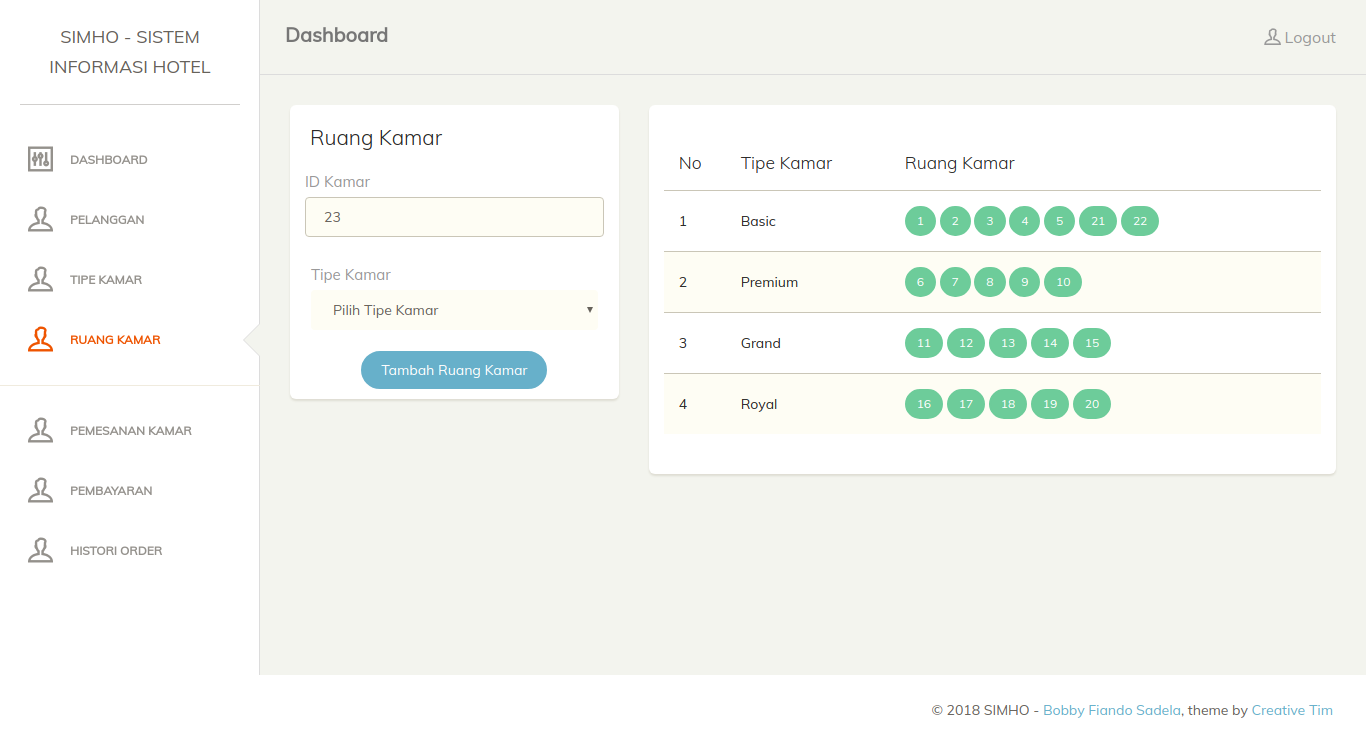 SIMHO - SISTEM
INFORMASI HOTEL
DASHBOARD
PELANGGAN
TIPE KAMAR
RUANG KAMAR
PEMESANAN KAMAR
PEMBAYARAN
HISTORI ORDER
Dashboard
Logout
Ruang Kamar
ID Kamar
23
Tipe Kamar
Pilih Tipe Kamar
Tambah Ruang Kamar
No Tipe Kamar Ruang Kamar
1 Basic 1 2 3 4 5 21 22
2 Premium 6 7 8 9 10
3 Grand 11 12 13 14 15
4 Royal 16 17 18 19 20
© 2018 SIMHO - Bobby Fiando Sadela, theme by Creative Tim